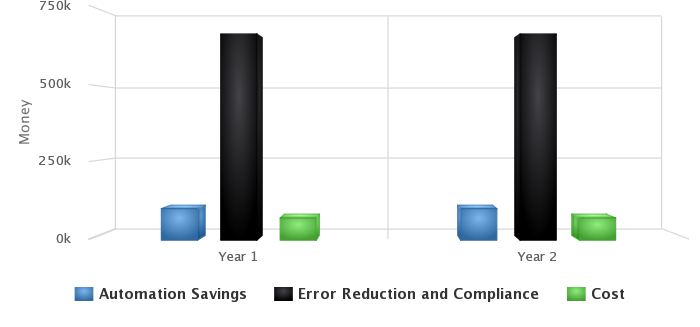 750k
500k
250k
0k
Money
Year 1
Year 2
Automation Savings
Error Reduction and Compliance
Cost